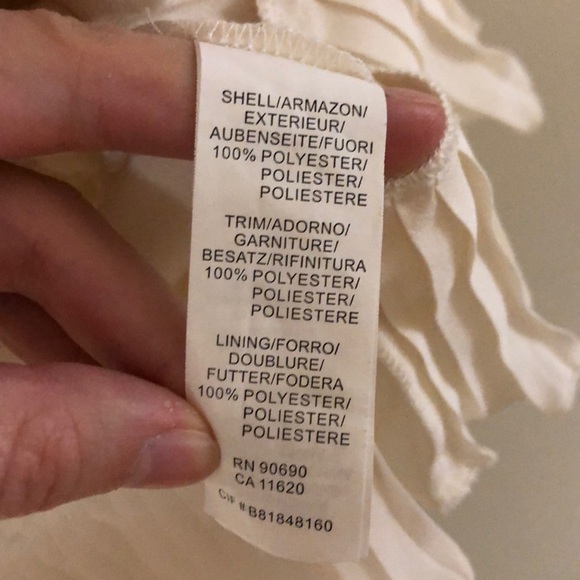 SHELL/ARMAZON/
EXTERIEUR/
AUBENSEITE/FUORI
100% POLYESTER/
POLIESTER/
POLIESTERE
TRIM/ADORNO/
GARNITURE/
BESATZ/RIFINITURA
100% POLYESTER/
POLIESTER/
POLIESTERE
LINING/FORRO/
DOUBLURE/
FUTTER/FODERA
100% POLYESTER/
POLIESTER/
POLIESTERE
RN 90690
CA 11620
CIF # B81848160